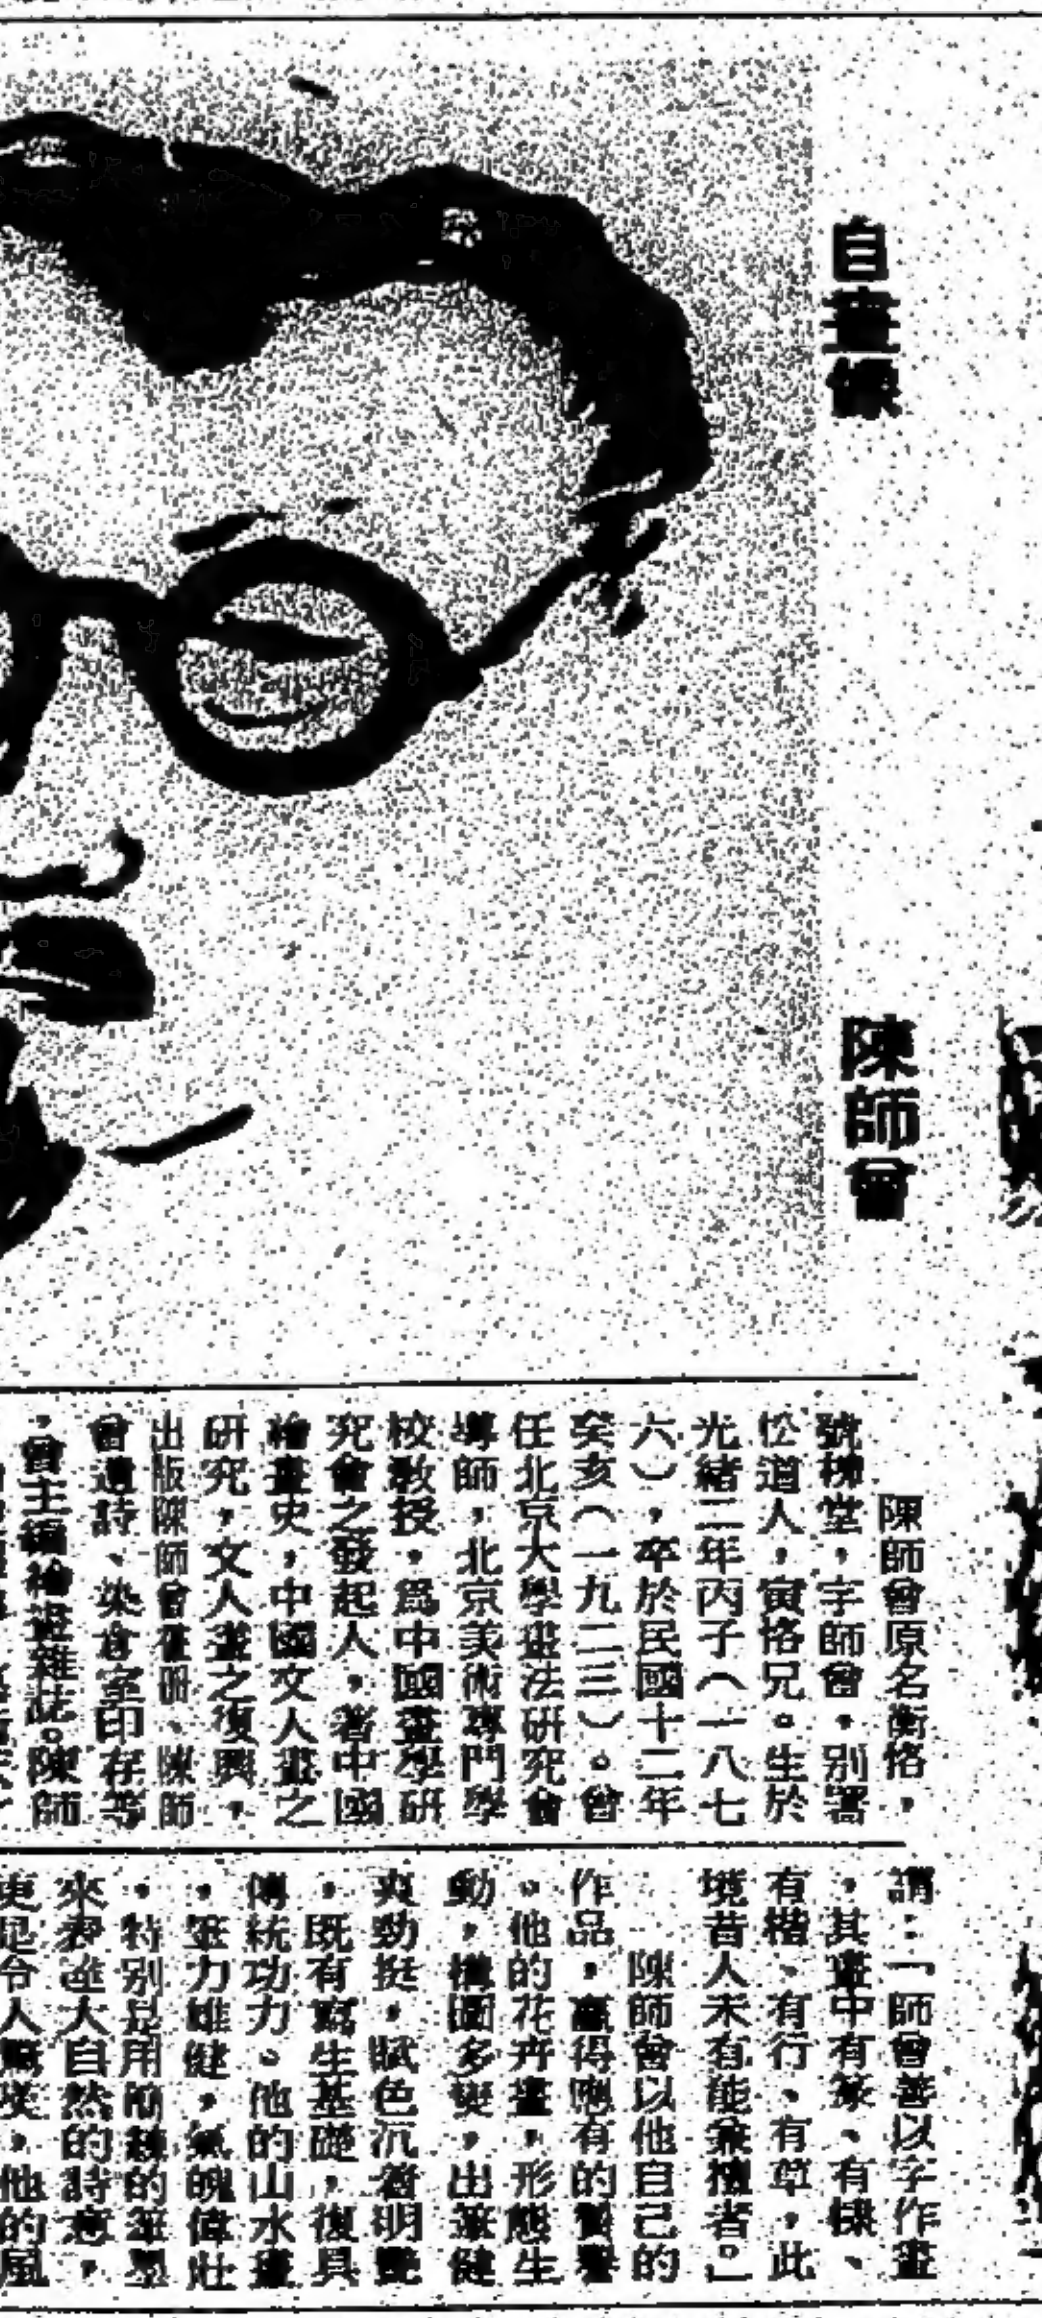 自畫像
陳師曾
陳師曾原名衡恪，
號槐堂，字師曾，別署
朽道人，寅恪兄。生於
光緒二年丙子（一八七
六），卒於民國十二年
癸亥（一九二三）。曾
任北京大學畫法研究會
導師，北京美術專門學
校教授，爲中國畫學研
究會之發起人，著中國
繪畫史，中國文人畫之
研究，文人畫之復興，
出版陳師曾 、陳師
曾遺詩、染倉室印存等
，曾主編繪畫雜誌。陳師
謂：「師曾善以字作畫
，其畫中有篆、有隸、
有楷、有行、有草，此
境昔人未有能兼擅者。」
陳師曾以他自己的
作品，贏得應有的贊譽
。他的花卉畫，形態生
動，構圖多變，出筆健
爽勁挺，賦色沉着明豔
，既有寫生基礎，復具
傳統功力。他的山水畫
，筆力雄健，氣魄偉壯
，特別是用簡 的筆墨
來表達大自然的詩意，
更是令人驚嘆，他的風